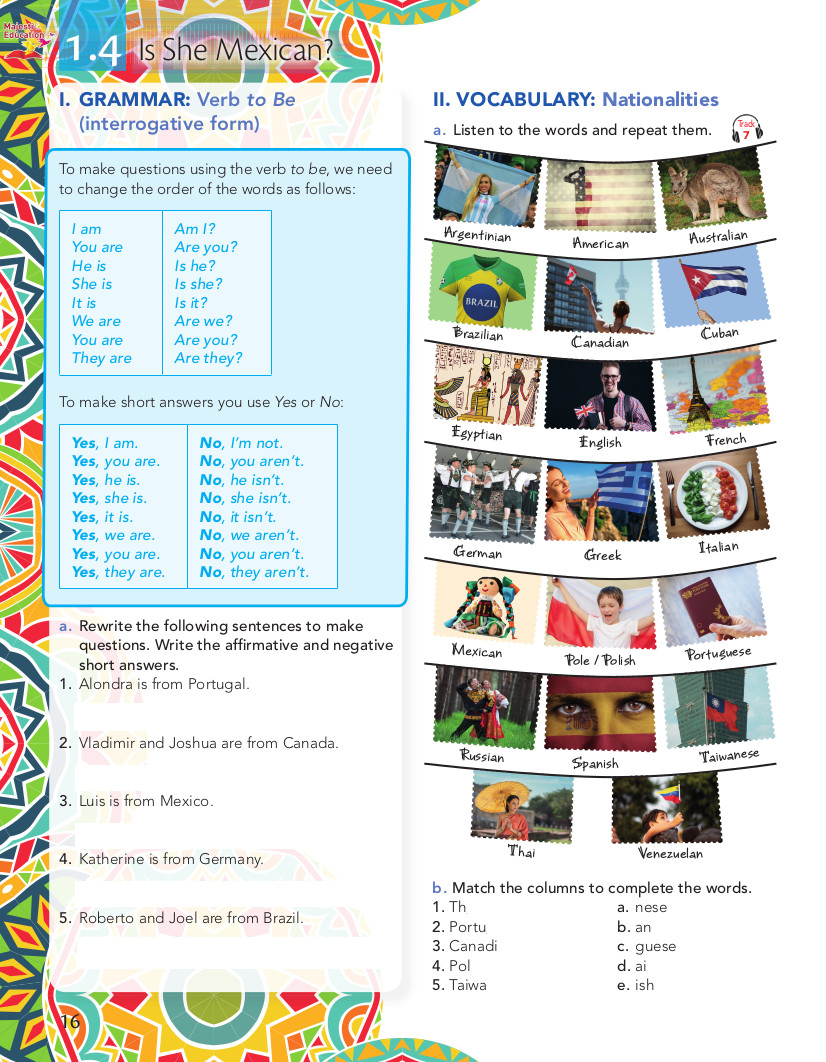 Majestic
Education
1.4 Is She Mexican?
I. GRAMMAR: Verb to Be
(interrogative form)
To make questions using the verb to be, we need
to change the order of the words as follows:
I am Am I?
You are Are you?
He is Is he?
She is Is she?
It is Is it?
We are Are we?
You are Are you?
They are Are they?
To make short answers you use Yes or No:
Yes, I am. No, I'm not.
Yes, you are. No, you aren't.
Yes, he is. No, he isn't.
Yes, she is. No, she isn't.
Yes, it is. No, it isn't.
Yes, we are. No, we aren't.
Yes, you are. No, you aren't.
Yes, they are. No, they aren't.
a. Rewrite the following sentences to make
questions. Write the affirmative and negative
short answers.
1. Alondra is from Portugal.
2. Vladimir and Joshua are from Canada.
3. Luis is from Mexico.
4. Katherine is from Germany.
5. Roberto and Joel are from Brazil.
16
II. VOCABULARY: Nationalities
a. Listen to the words and repeat them.
Track
7
Argentinian American Australian
BRAZIL
Brazilian Canadian Cuban
Egyptian English French
German Greek Italian
Mexican Pole / Polish Portuguese
Russian Spanish Taiwanese
Thai Venezuelan
b. Match the columns to complete the words.
1. Th a. nese
2. Portu b. an
3. Canadi c. guese
4. Pol d. ai
5. Taiwa e. ish